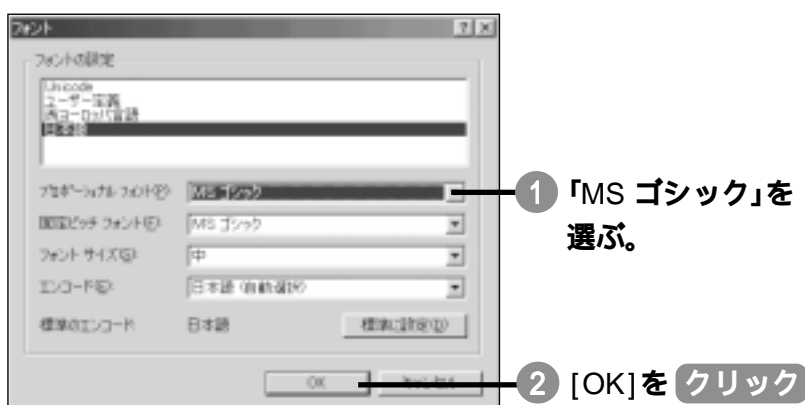 フォント
フォントの設定
Unicode
ユーザー定義
西ヨーロッパ言語
日本語
プロポーショナル フォント(P): MS ゴシック
固定ピッチ フォント(F): MS ゴシック
フォント サイズ(S): 中
エンコード(E): 日本語 (自動選択)
標準のエンコード: 日本語 標準に設定(D)
OK キャンセル
1 「MS ゴシック」を
選ぶ。
2 [OK]を クリック